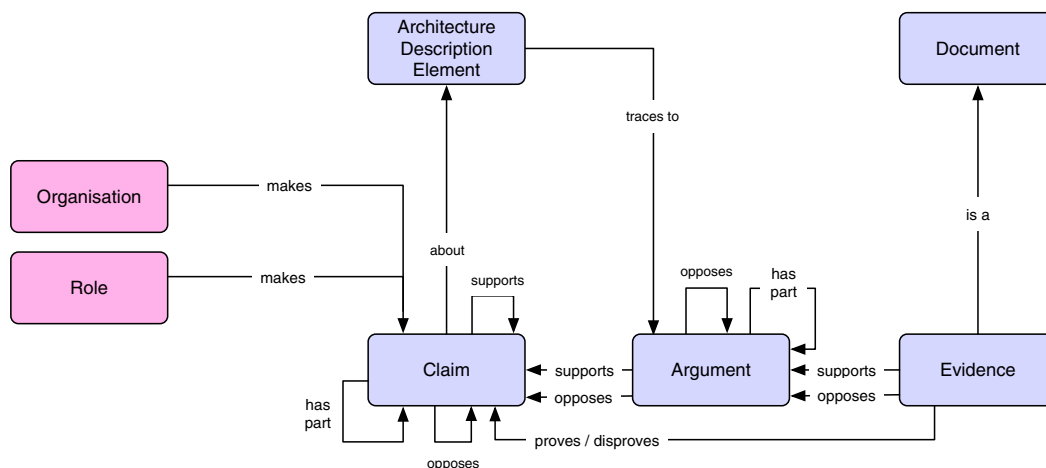 Architecture
Description
Element
Document
traces to
Organisation
makes
is a
about
Role
makes
supports
opposes
has
part
Claim
supports
opposes
Argument
supports
opposes
Evidence
has
part
proves / disproves
opposes